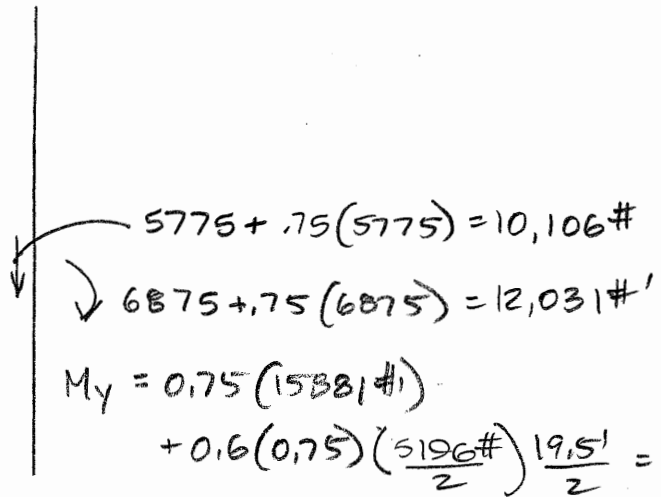 5775 + .75(5775) = 10,106#
6875 + .75(6875) = 12,031#'
My = 0.75(15881#')
+ 0.6(0.75)(5196#/2) 19.5'/2 =